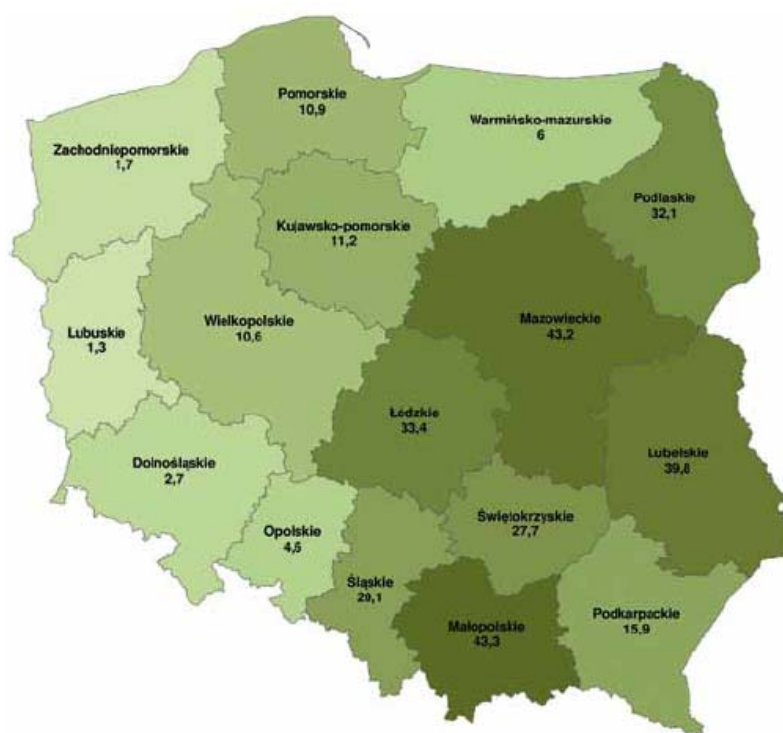 Pomorskie
10,9
Warmińsko-mazurskie
6
Zachodniopomorskie
1,7
Podlaskie
32,1
Kujawsko-pomorskie
11,2
Mazowieckie
43,2
Wielkopolskie
10,6
Lubuskie
1,3
Łódzkie
33,4
Lubelskie
39,8
Dolnośląskie
2,7
Świętokrzyskie
27,7
Opolskie
4,6
Śląskie
29,1
Podkarpackie
15,9
Małopolskie
43,3